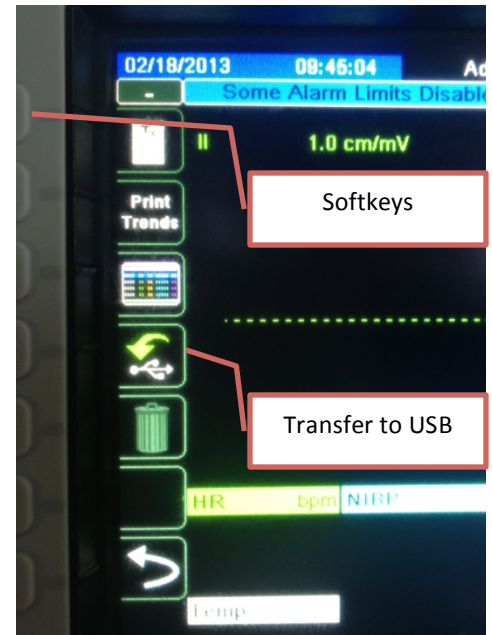 02/18/2013 09:45:04 Ad
Some Alarm Limits Disable
II 1.0 cm/mV
Softkeys
Print
Trends
Transfer to USB
HR bpm NIBP
Temp